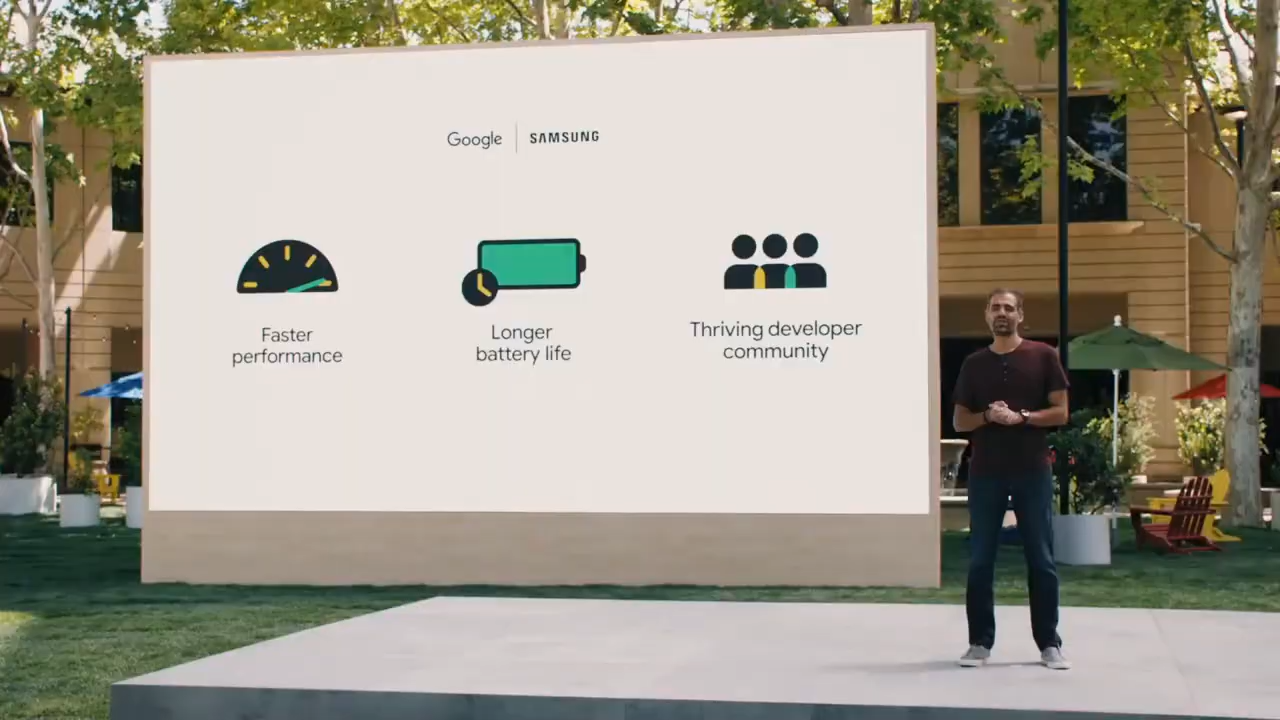 Google | SAMSUNG
Faster
performance
Longer
battery life
Thriving developer
community